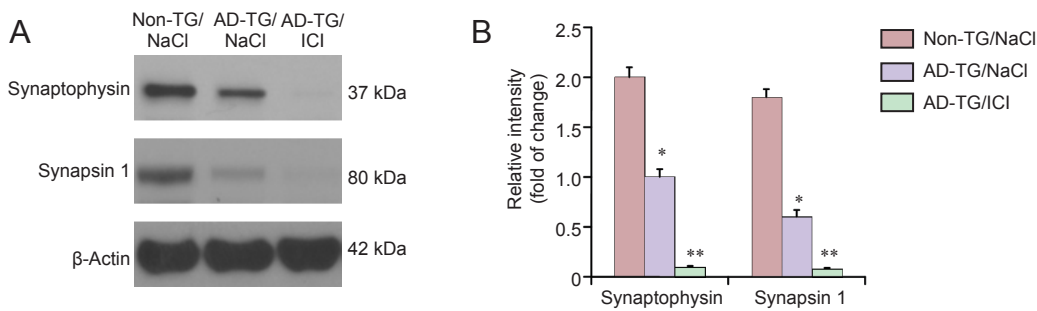 A
Non-TG/ AD-TG/ AD-TG/
NaCl NaCl ICI
Synaptophysin 37 kDa
Synapsin 1 80 kDa
β-Actin 42 kDa
B
Relative intensity
(fold of change)
2.5
2.0
1.5
1.0
0.5
0
*
**
*
**
Synaptophysin Synapsin 1
Non-TG/NaCl
AD-TG/NaCl
AD-TG/ICI